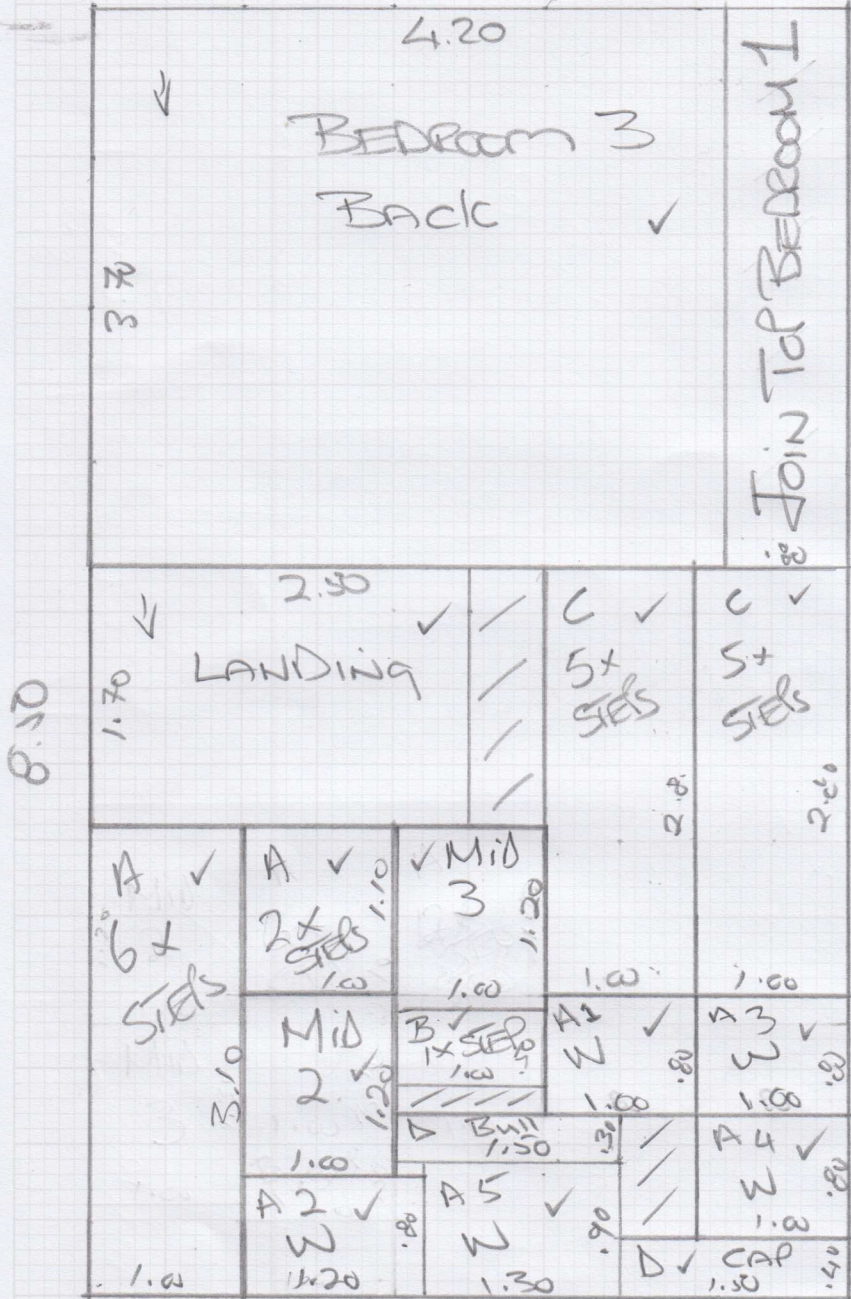 4.20
BEDROOM 3
BACK
3.70
JOIN TOP BEDROOM 1
.80
8.50
2.50
LANDING
1.70
C
5x
STEPS
2.80
1.00
C
5x
STEPS
2.80
1.00
A
6x
STEPS
3.10
1.00
A
2x
STEPS
1.10
1.00
MID
3
1.20
1.00
MID
2
1.20
1.00
B
1x STEP
1.00
A1
W
.80
1.00
A3
W
.80
1.00
D Bull
1.50
.30
A4
W
.80
1.00
A2
W
.80
1.20
A5
W
.90
1.30
D CAP
1.50
.40